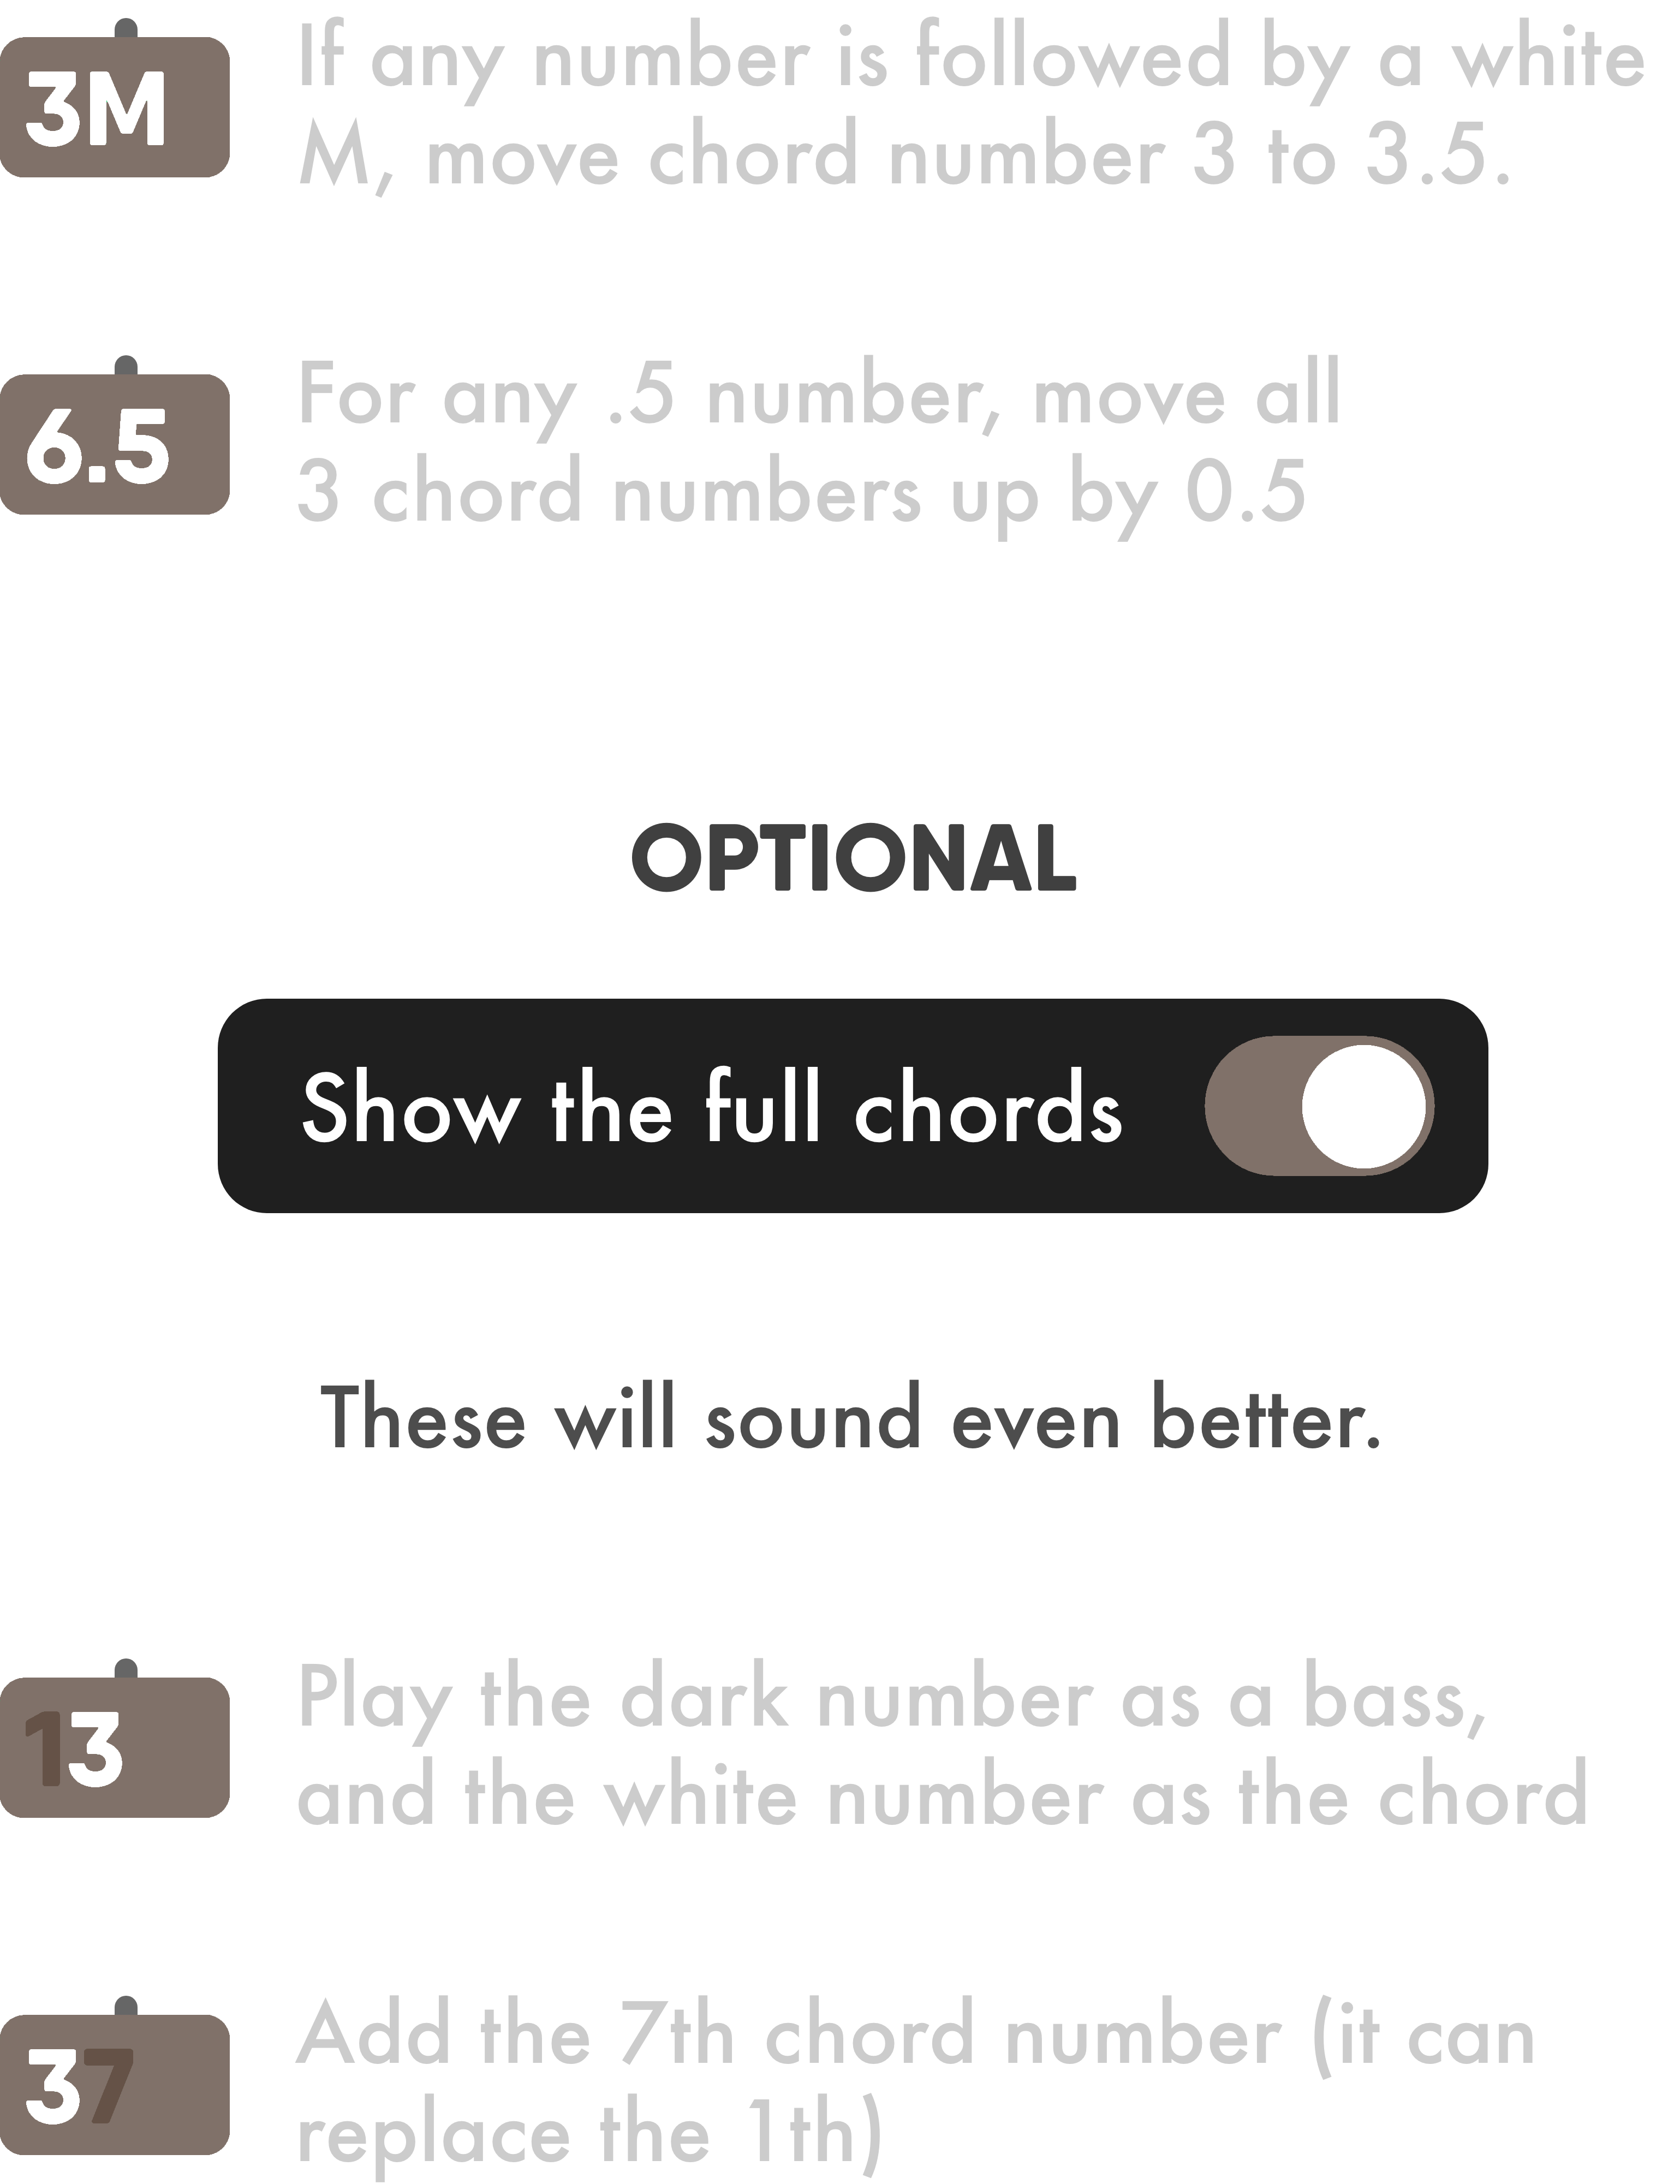 3M
If any number is followed by a white
M, move chord number 3 to 3.5.
6.5
For any .5 number, move all
3 chord numbers up by 0.5
OPTIONAL
Show the full chords
These will sound even better.
13
Play the dark number as a bass,
and the white number as the chord
37
Add the 7th chord number (it can
replace the 1th)